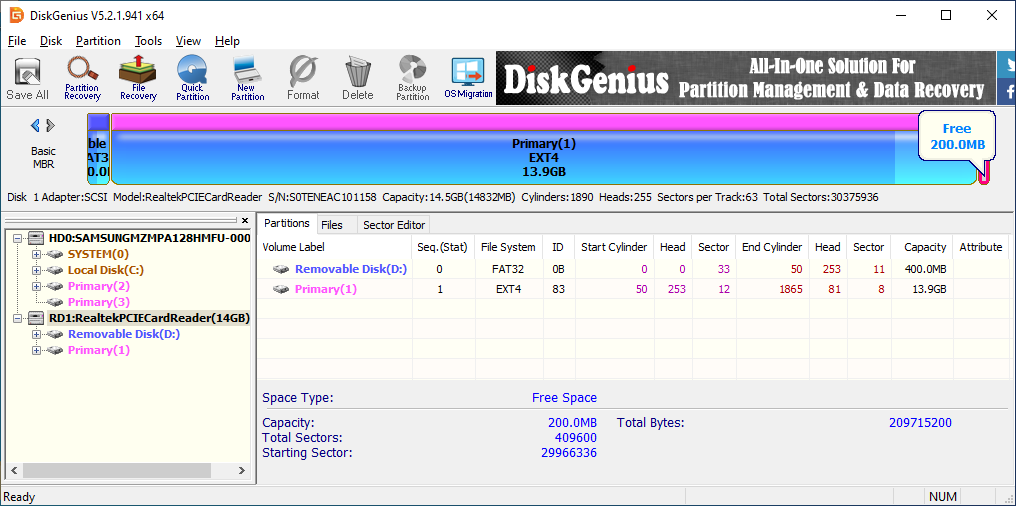 DiskGenius V5.2.1.941 x64
File Disk Partition Tools View Help
Save All
Partition Recovery
File Recovery
Quick Partition
New Partition
Format
Delete
Backup Partition
OS Migration
DiskGenius
All-In-One Solution For
Partition Management & Data Recovery
Basic
MBR
ble
AT3
0.0
Primary(1)
EXT4
13.9GB
Free
200.0MB
Disk 1 Adapter:SCSI Model:RealtekPCIECardReader S/N:S0TENEAC101158 Capacity:14.5GB(14832MB) Cylinders:1890 Heads:255 Sectors per Track:63 Total Sectors:30375936
HD0:SAMSUNGMZMPA128HMFU-000
SYSTEM(0)
Local Disk(C:)
Primary(2)
Primary(3)
RD1:RealtekPCIECardReader(14GB)
Removable Disk(D:)
Primary(1)
Partitions Files Sector Editor
Volume Label Seq.(Stat) File System ID Start Cylinder Head Sector End Cylinder Head Sector Capacity Attribute
Removable Disk(D:) 0 FAT32 0B 0 0 33 50 253 11 400.0MB
Primary(1) 1 EXT4 83 50 253 12 1865 81 8 13.9GB
Space Type: Free Space
Capacity: 200.0MB Total Bytes: 209715200
Total Sectors: 409600
Starting Sector: 29966336
Ready NUM